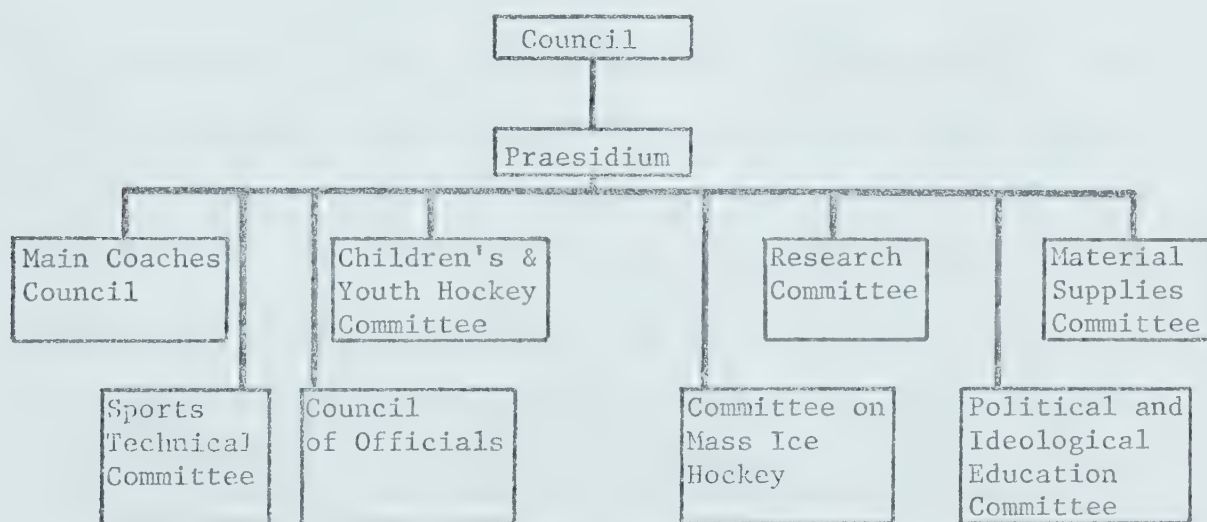 Council
Praesidium
Main Coaches
Council
Children's &
Youth Hockey
Committee
Research
Committee
Material
Supplies
Committee
Sports
Technical
Committee
Council
of Officials
Committee on
Mass Ice
Hockey
Political and
Ideological
Education
Committee